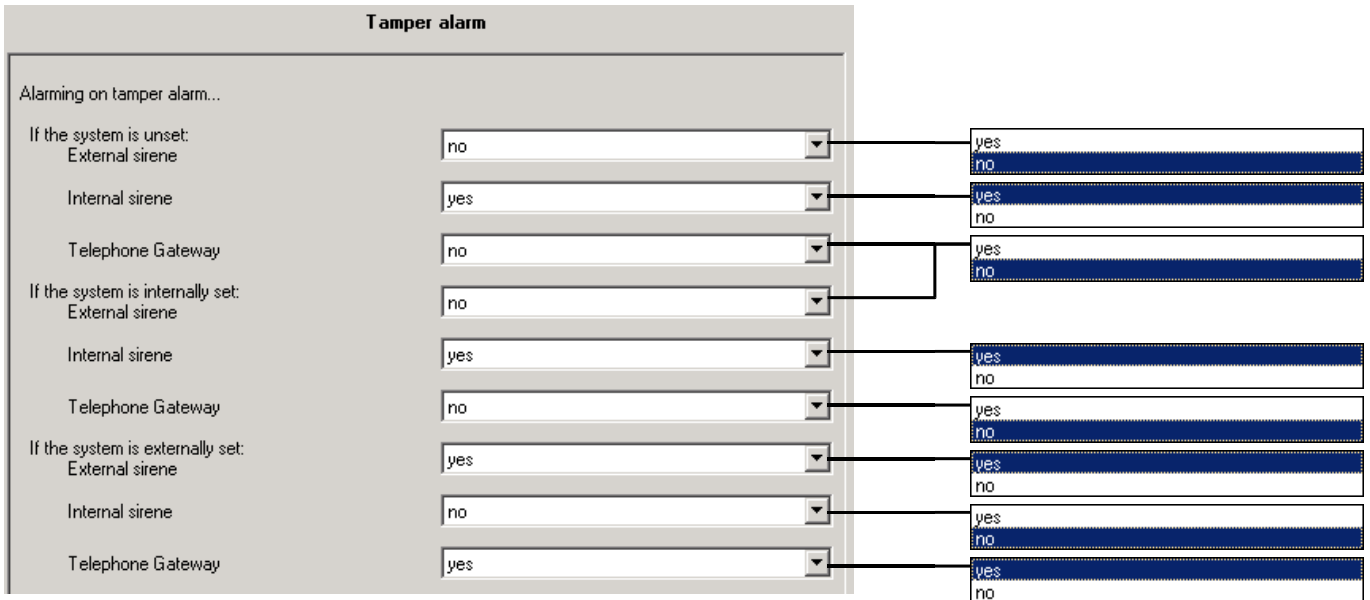 Tamper alarm
Alarming on tamper alarm...
If the system is unset:
External sirene
no
yes
no
Internal sirene
yes
yes
no
Telephone Gateway
no
yes
no
If the system is internally set:
External sirene
no
Internal sirene
yes
yes
no
Telephone Gateway
no
yes
no
If the system is externally set:
External sirene
yes
yes
no
Internal sirene
no
yes
no
Telephone Gateway
yes
yes
no